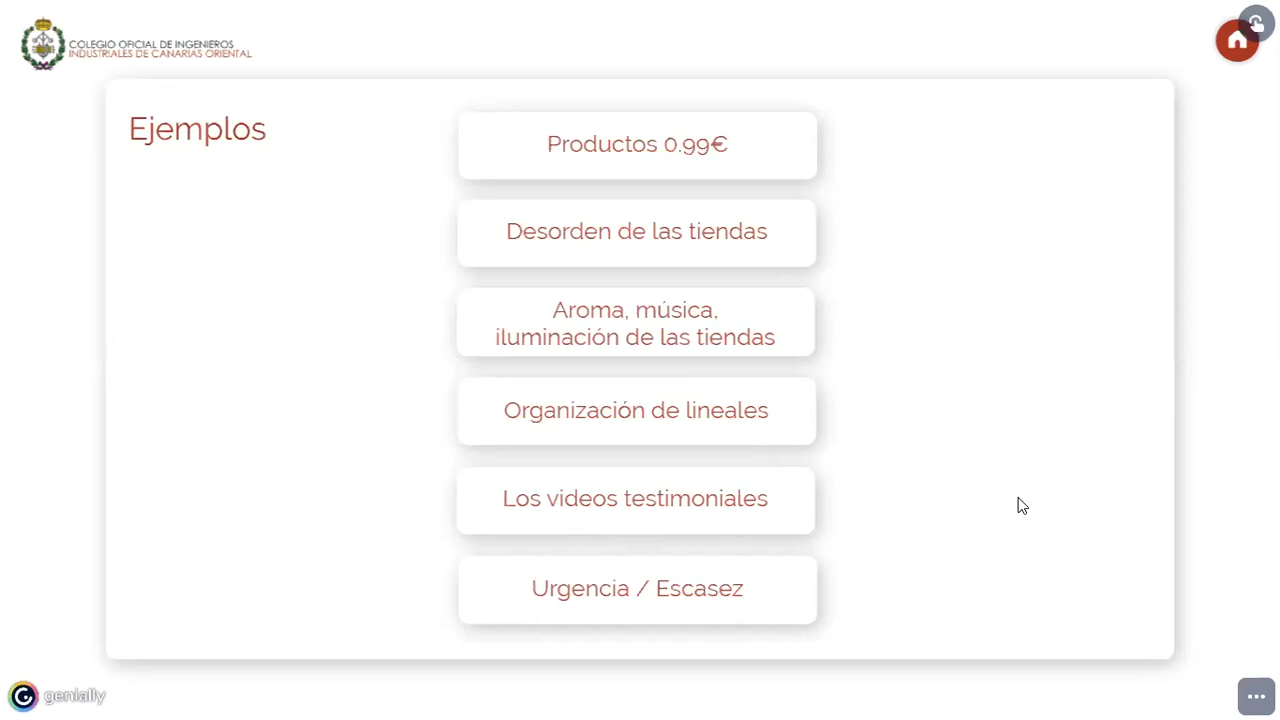 COLEGIO OFICIAL DE INGENIEROS
INDUSTRIALES DE CANARIAS ORIENTAL
Ejemplos
Productos 0.99€
Desorden de las tiendas
Aroma, música,
iluminación de las tiendas
Organización de lineales
Los videos testimoniales
Urgencia / Escasez
genially